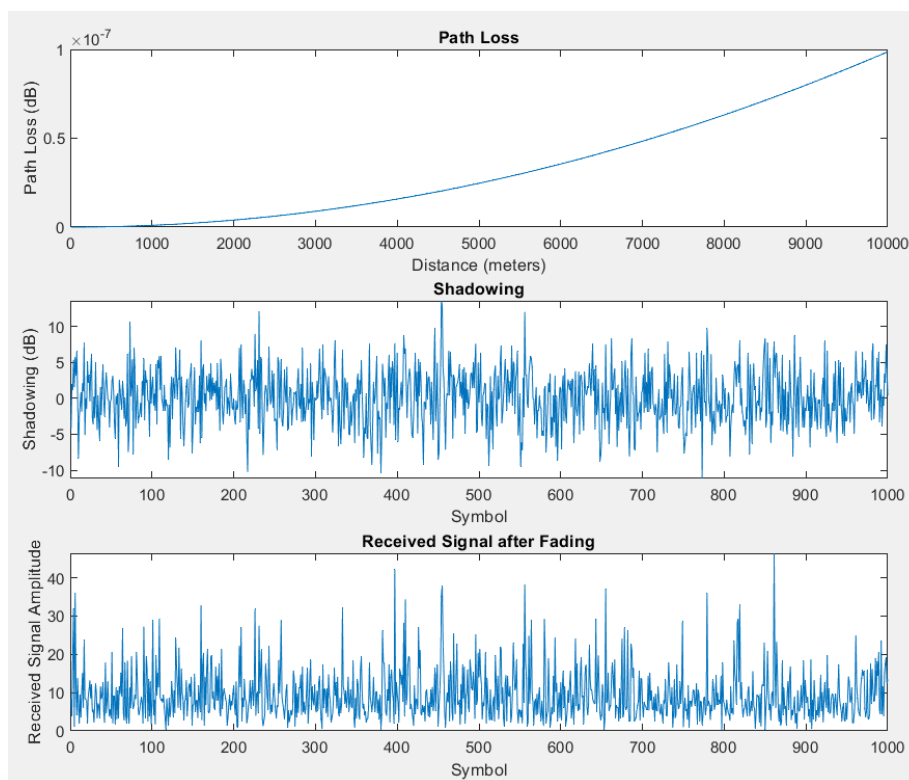 Path Loss
×10⁻⁷
1
0.5
0
Path Loss (dB)
0 1000 2000 3000 4000 5000 6000 7000 8000 9000 10000
Distance (meters)
Shadowing
10
5
0
-5
-10
Shadowing (dB)
0 100 200 300 400 500 600 700 800 900 1000
Symbol
Received Signal after Fading
40
30
20
10
0
Received Signal Amplitude
0 100 200 300 400 500 600 700 800 900 1000
Symbol